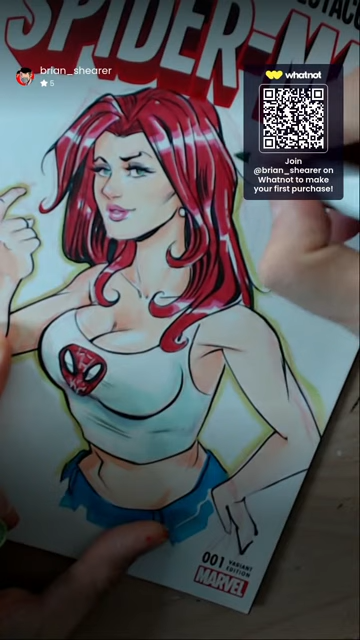 SPIDER-M
brian_shearer
★ 5
whatnot
Join
@brian_shearer on
Whatnot to make
your first purchase!
001 VARIANT
EDITION
MARVEL